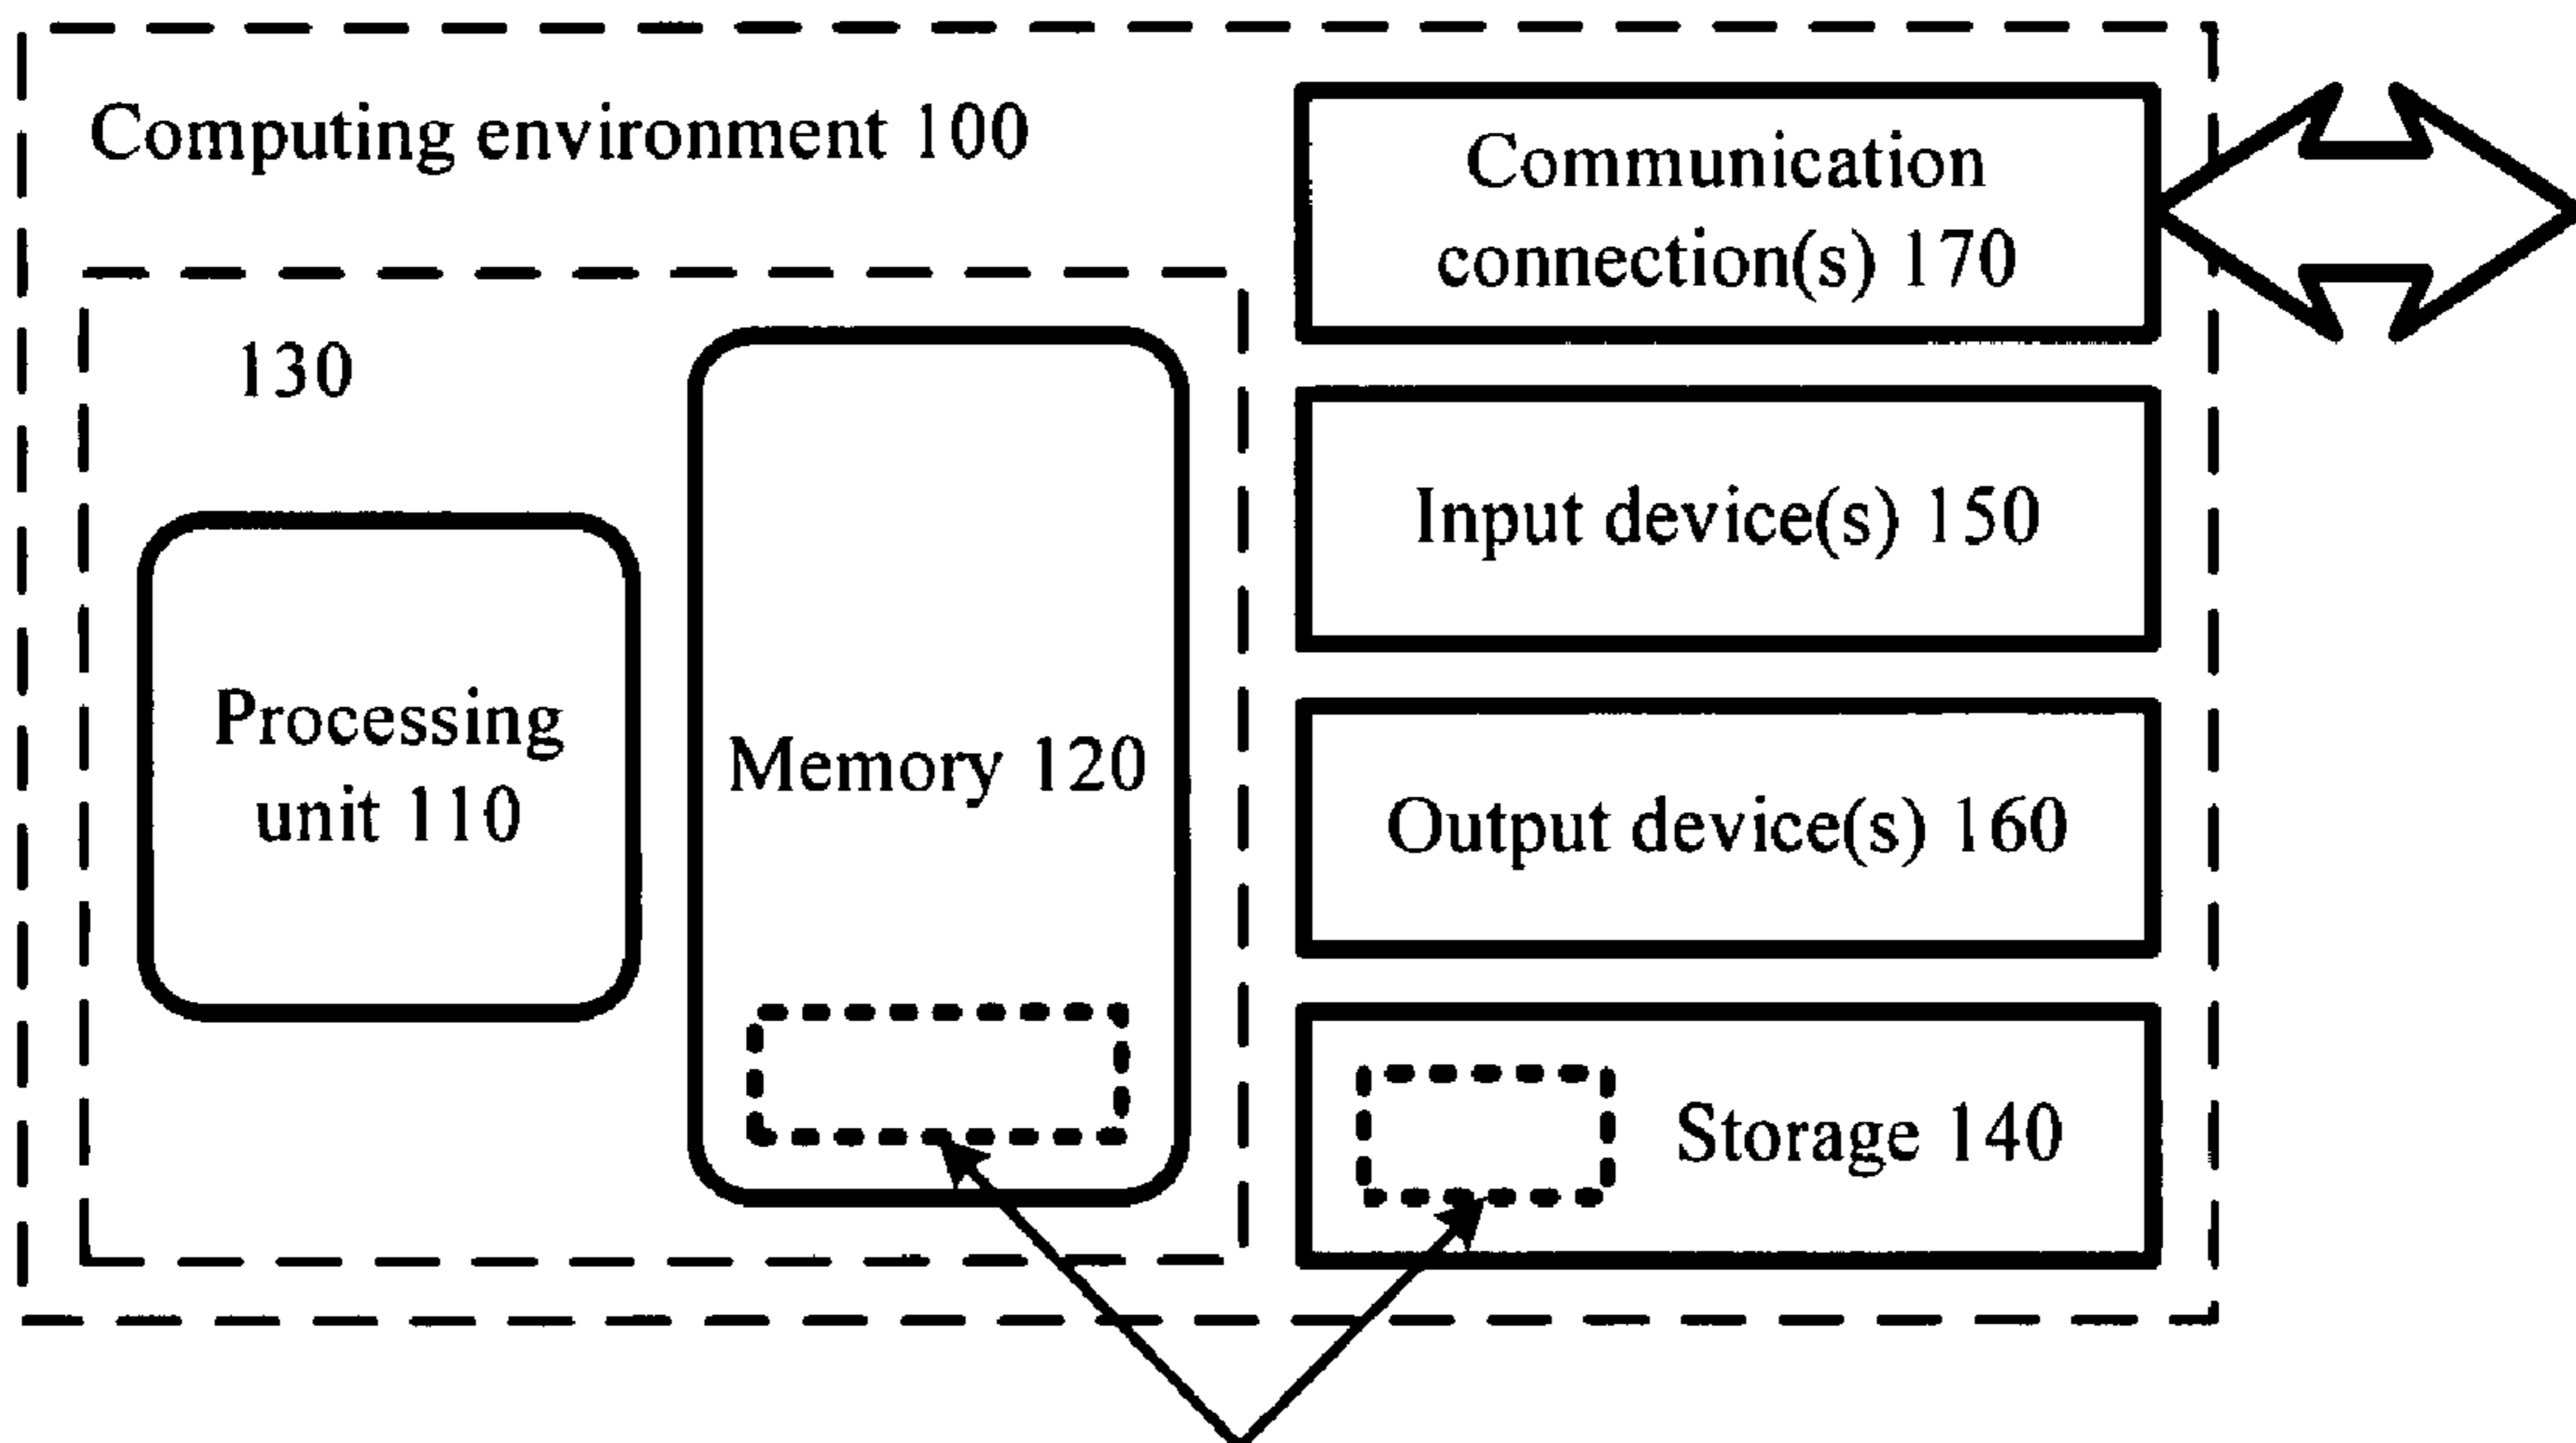 Computing environment 100
Communication
connection(s) 170
130
Input device(s) 150
Processing
unit 110
Memory 120
Output device(s) 160
Storage 140